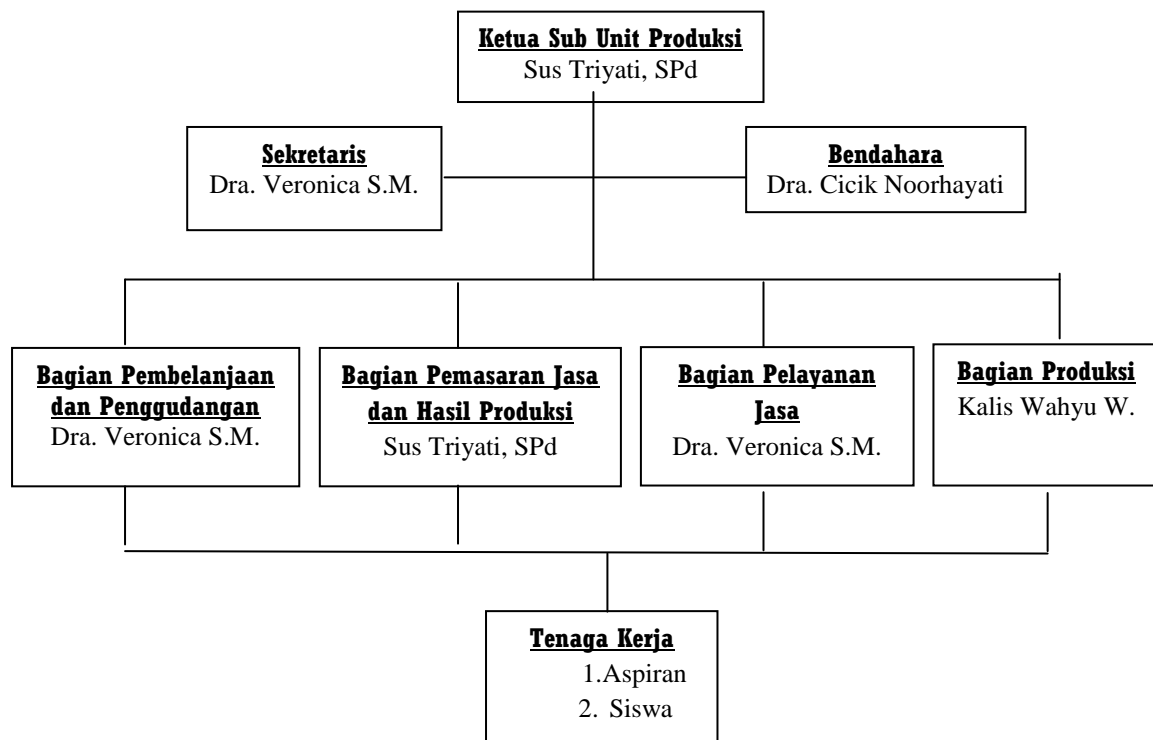 Ketua Sub Unit Produksi
Sus Triyati, SPd
Sekretaris
Dra. Veronica S.M.
Bendahara
Dra. Cicik Noorhayati
Bagian Pembelanjaan
dan Penggudangan
Dra. Veronica S.M.
Bagian Pemasaran Jasa
dan Hasil Produksi
Sus Triyati, SPd
Bagian Pelayanan
Jasa
Dra. Veronica S.M.
Bagian Produksi
Kalis Wahyu W.
Tenaga Kerja
1.Aspiran
2. Siswa